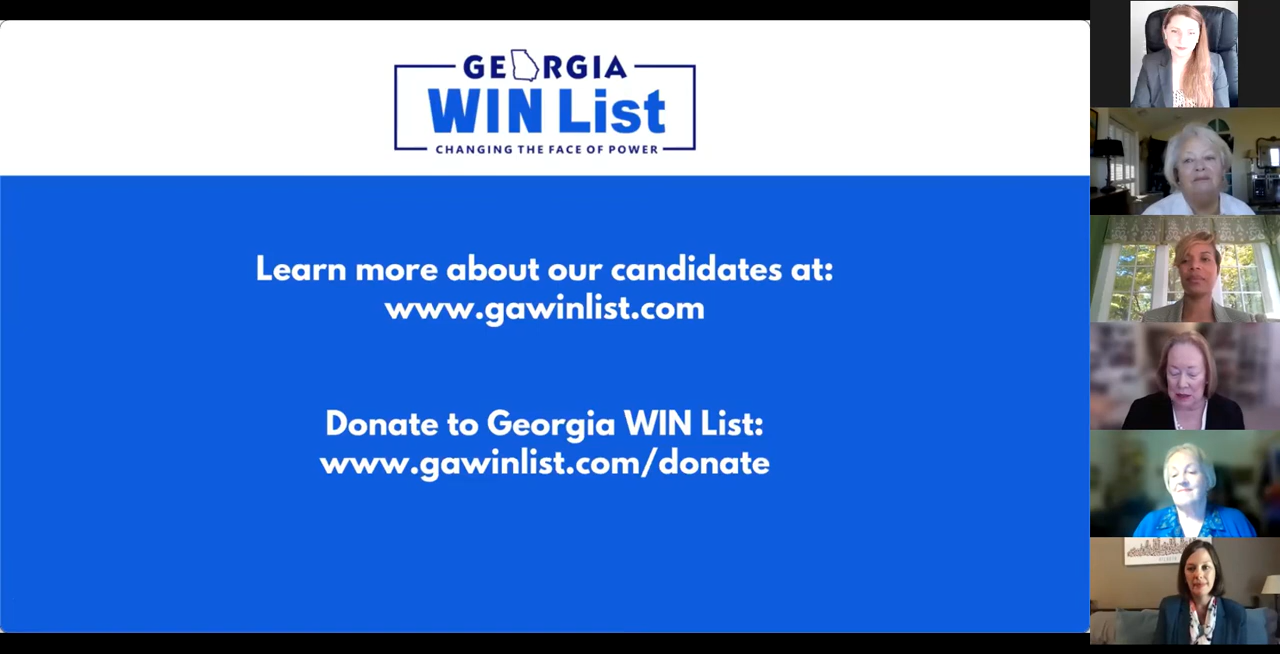 GEORGIA
WIN List
CHANGING THE FACE OF POWER
Learn more about our candidates at:
www.gawinlist.com
Donate to Georgia WIN List:
www.gawinlist.com/donate